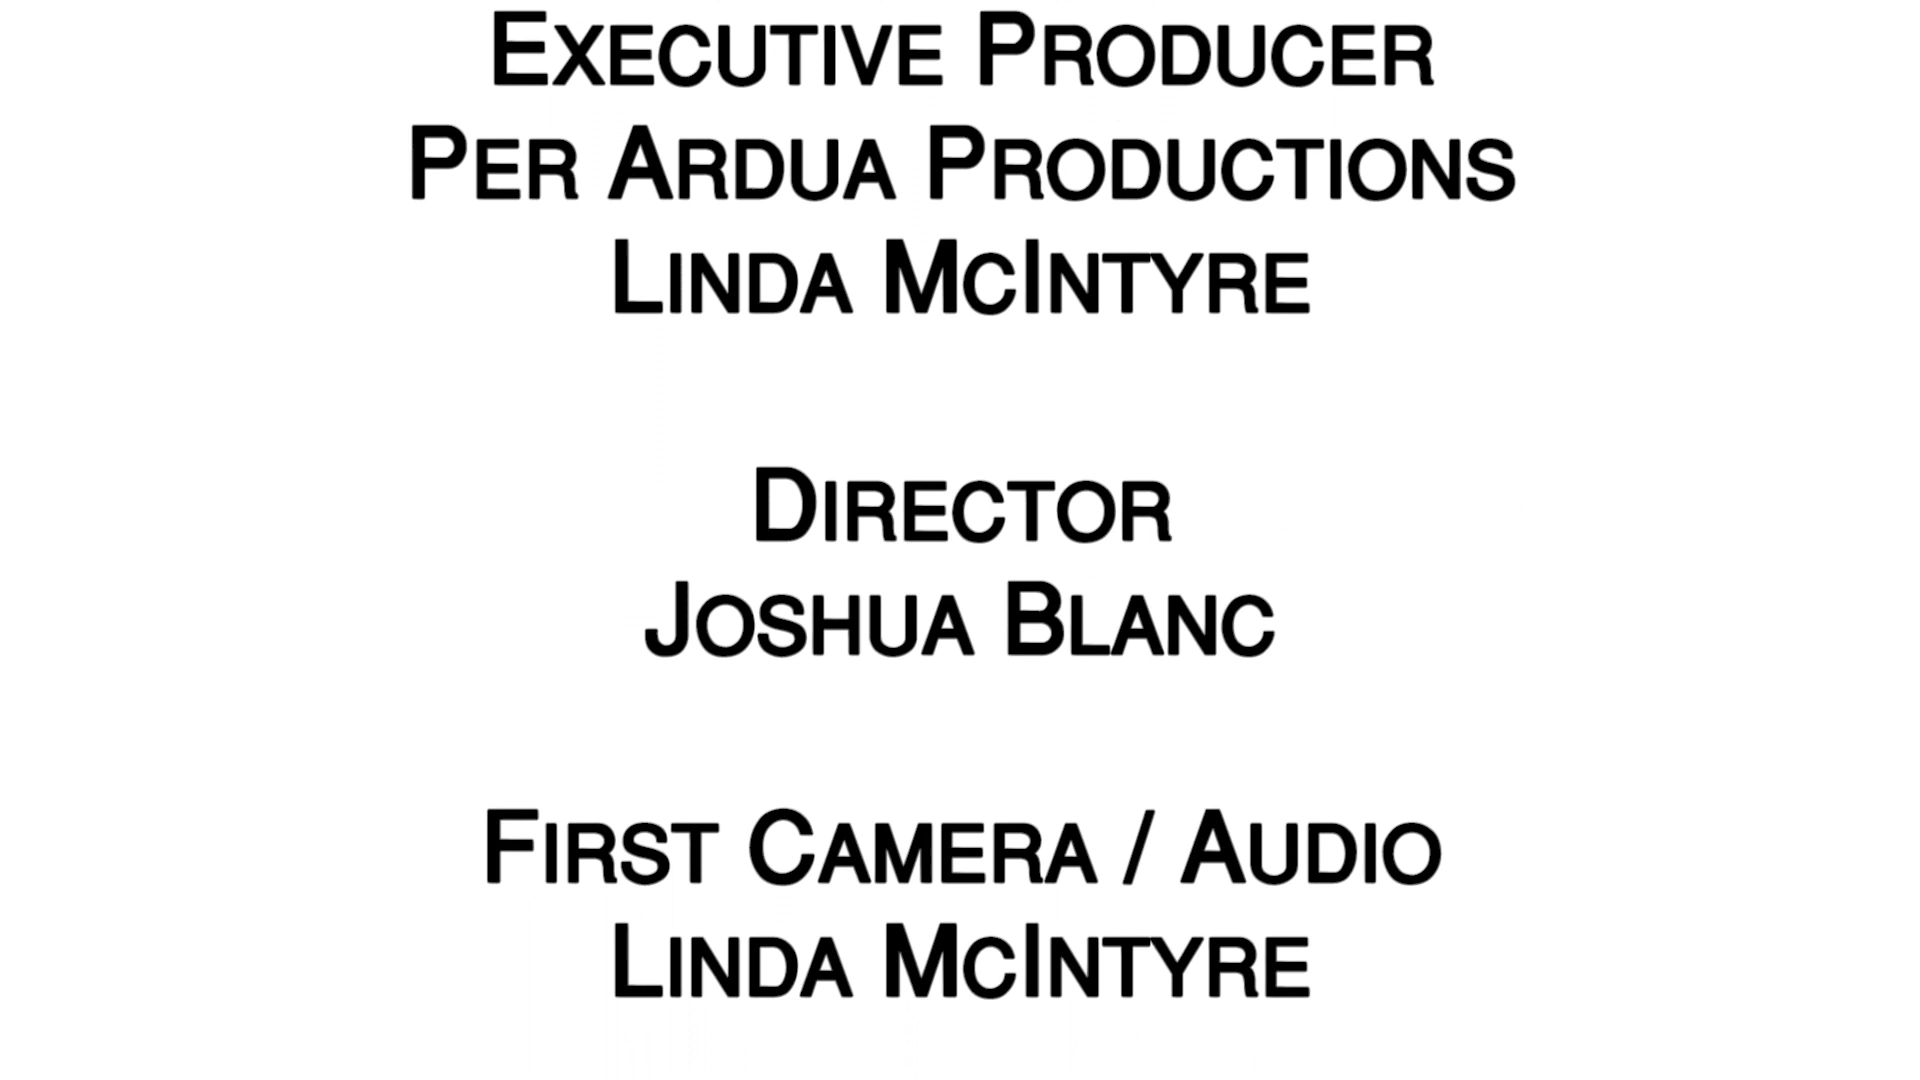 Executive Producer
Per Ardua Productions
Linda McIntyre
Director
Joshua Blanc
First Camera / Audio
Linda McIntyre